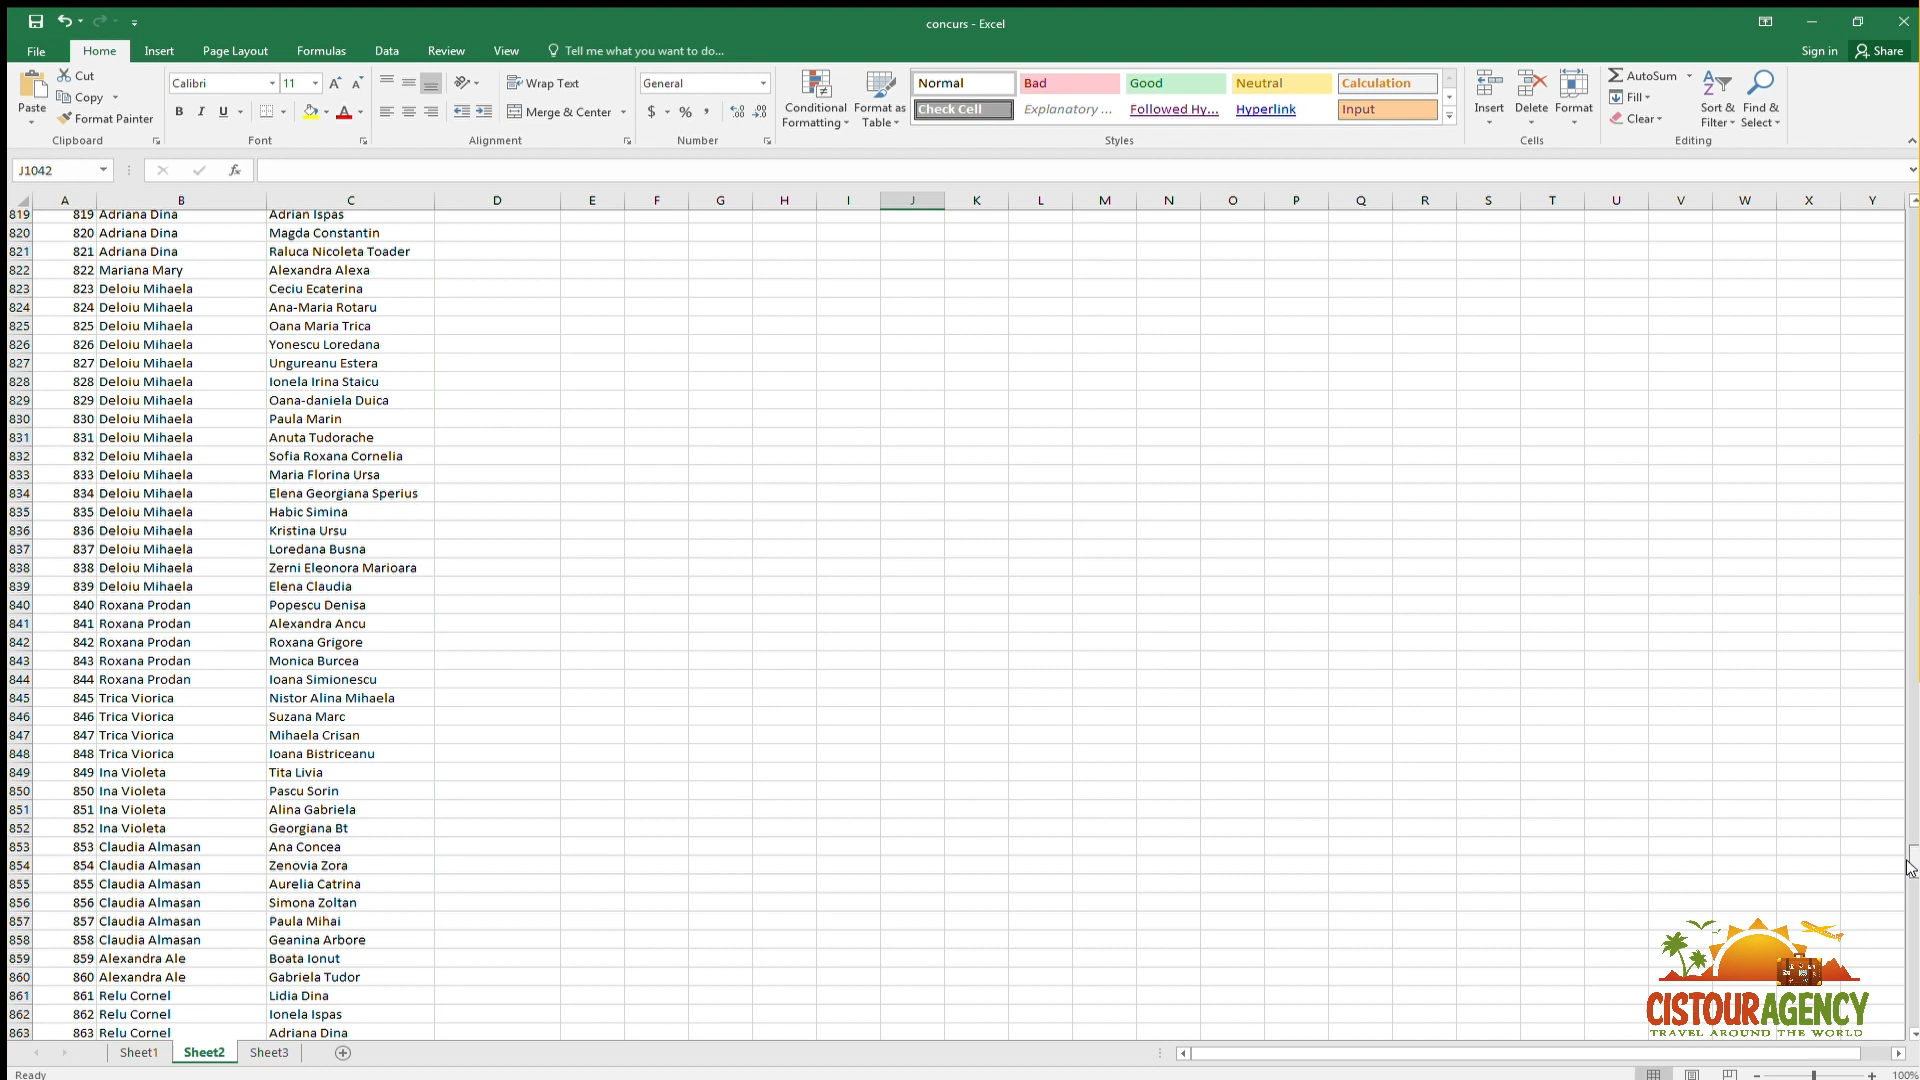 concurs - Excel
File Home Insert Page Layout Formulas Data Review View Tell me what you want to do... Sign in Share
Paste Cut Copy Format Painter Clipboard
Calibri 11 B I U Font
Wrap Text Merge & Center Alignment
General $ % Number
Conditional Formatting Format as Table
Normal Bad Good Neutral Calculation
Check Cell Explanatory ... Followed Hy... Hyperlink Input
Styles
Insert Delete Format Cells
AutoSum Fill Clear Sort & Filter Find & Select Editing
J1042 fx
A B C D E F G H I J K L M N O P Q R S T U V W X Y
819 819 Adriana Dina Adrian Ispas
820 820 Adriana Dina Magda Constantin
821 821 Adriana Dina Raluca Nicoleta Toader
822 822 Mariana Mary Alexandra Alexa
823 823 Deloiu Mihaela Ceciu Ecaterina
824 824 Deloiu Mihaela Ana-Maria Rotaru
825 825 Deloiu Mihaela Oana Maria Trica
826 826 Deloiu Mihaela Yonescu Loredana
827 827 Deloiu Mihaela Ungureanu Estera
828 828 Deloiu Mihaela Ionela Irina Staicu
829 829 Deloiu Mihaela Oana-daniela Duica
830 830 Deloiu Mihaela Paula Marin
831 831 Deloiu Mihaela Anuta Tudorache
832 832 Deloiu Mihaela Sofia Roxana Cornelia
833 833 Deloiu Mihaela Maria Florina Ursa
834 834 Deloiu Mihaela Elena Georgiana Sperius
835 835 Deloiu Mihaela Habic Simina
836 836 Deloiu Mihaela Kristina Ursu
837 837 Deloiu Mihaela Loredana Busna
838 838 Deloiu Mihaela Zerni Eleonora Marioara
839 839 Deloiu Mihaela Elena Claudia
840 840 Roxana Prodan Popescu Denisa
841 841 Roxana Prodan Alexandra Ancu
842 842 Roxana Prodan Roxana Grigore
843 843 Roxana Prodan Monica Burcea
844 844 Roxana Prodan Ioana Simionescu
845 845 Trica Viorica Nistor Alina Mihaela
846 846 Trica Viorica Suzana Marc
847 847 Trica Viorica Mihaela Crisan
848 848 Trica Viorica Ioana Bistriceanu
849 849 Ina Violeta Tita Livia
850 850 Ina Violeta Pascu Sorin
851 851 Ina Violeta Alina Gabriela
852 852 Ina Violeta Georgiana Bt
853 853 Claudia Almasan Ana Concea
854 854 Claudia Almasan Zenovia Zora
855 855 Claudia Almasan Aurelia Catrina
856 856 Claudia Almasan Simona Zoltan
857 857 Claudia Almasan Paula Mihai
858 858 Claudia Almasan Geanina Arbore
859 859 Alexandra Ale Boata Ionut
860 860 Alexandra Ale Gabriela Tudor
861 861 Relu Cornel Lidia Dina
862 862 Relu Cornel Ionela Ispas
863 863 Relu Cornel Adriana Dina
CISTOURAGENCY
TRAVEL AROUND THE WORLD
Sheet1 Sheet2 Sheet3
Ready 100%